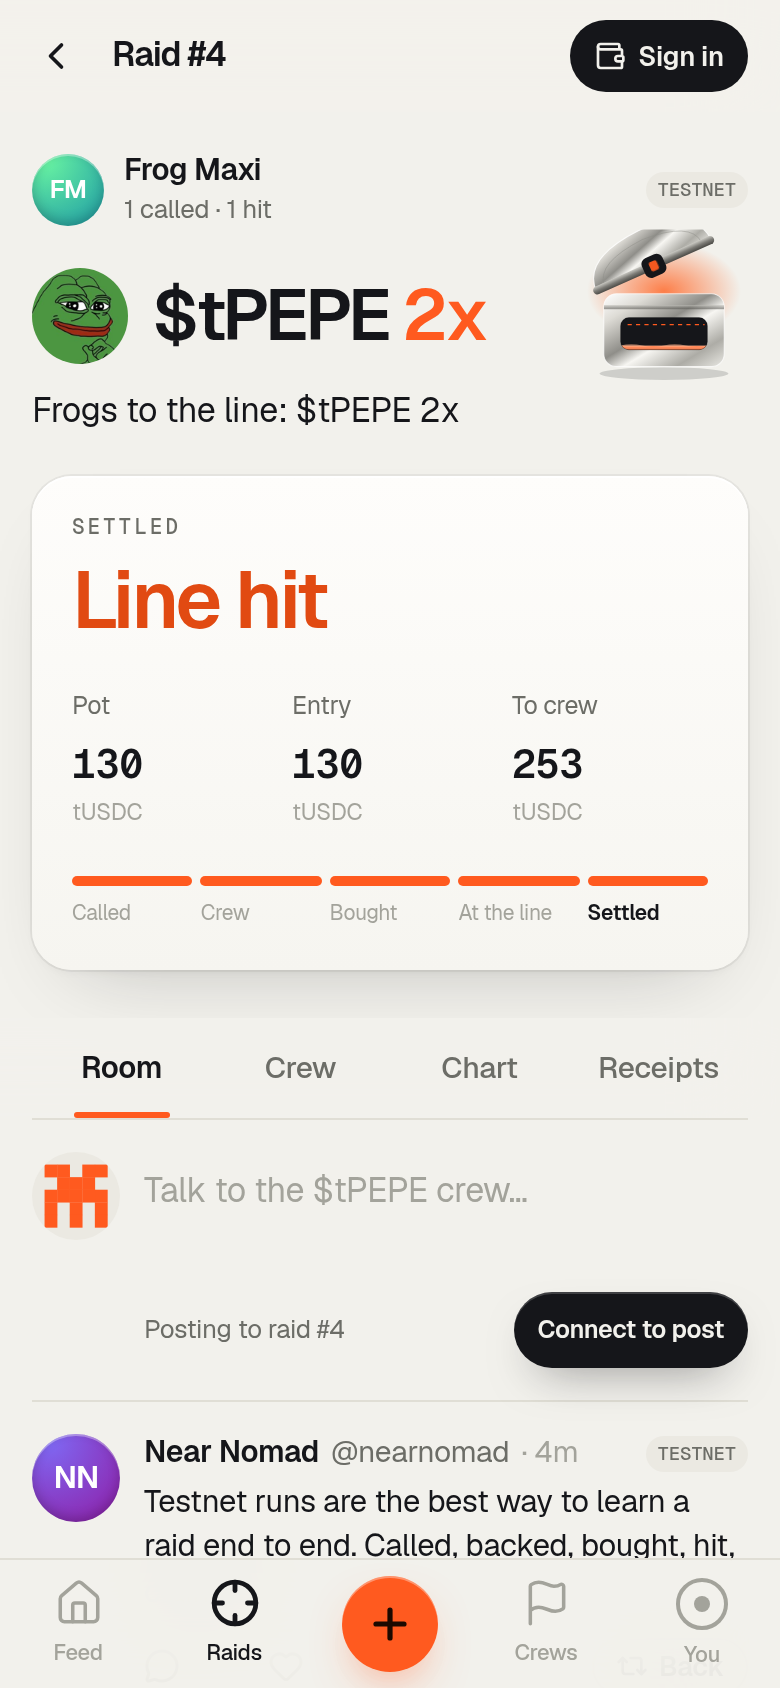 Raid #4
Sign in
FM
Frog Maxi
1 called · 1 hit
TESTNET
$tPEPE 2x
Frogs to the line: $tPEPE 2x
SETTLED
Line hit
Pot
Entry
To crew
130
130
253
tUSDC
tUSDC
tUSDC
Called
Crew
Bought
At the line
Settled
Room
Crew
Chart
Receipts
Talk to the $tPEPE crew...
Posting to raid #4
Connect to post
NN
Near Nomad @nearnomad · 4m
TESTNET
Testnet runs are the best way to learn a
raid end to end. Called, backed, bought, hit,
Back
Feed
Raids
Crews
You